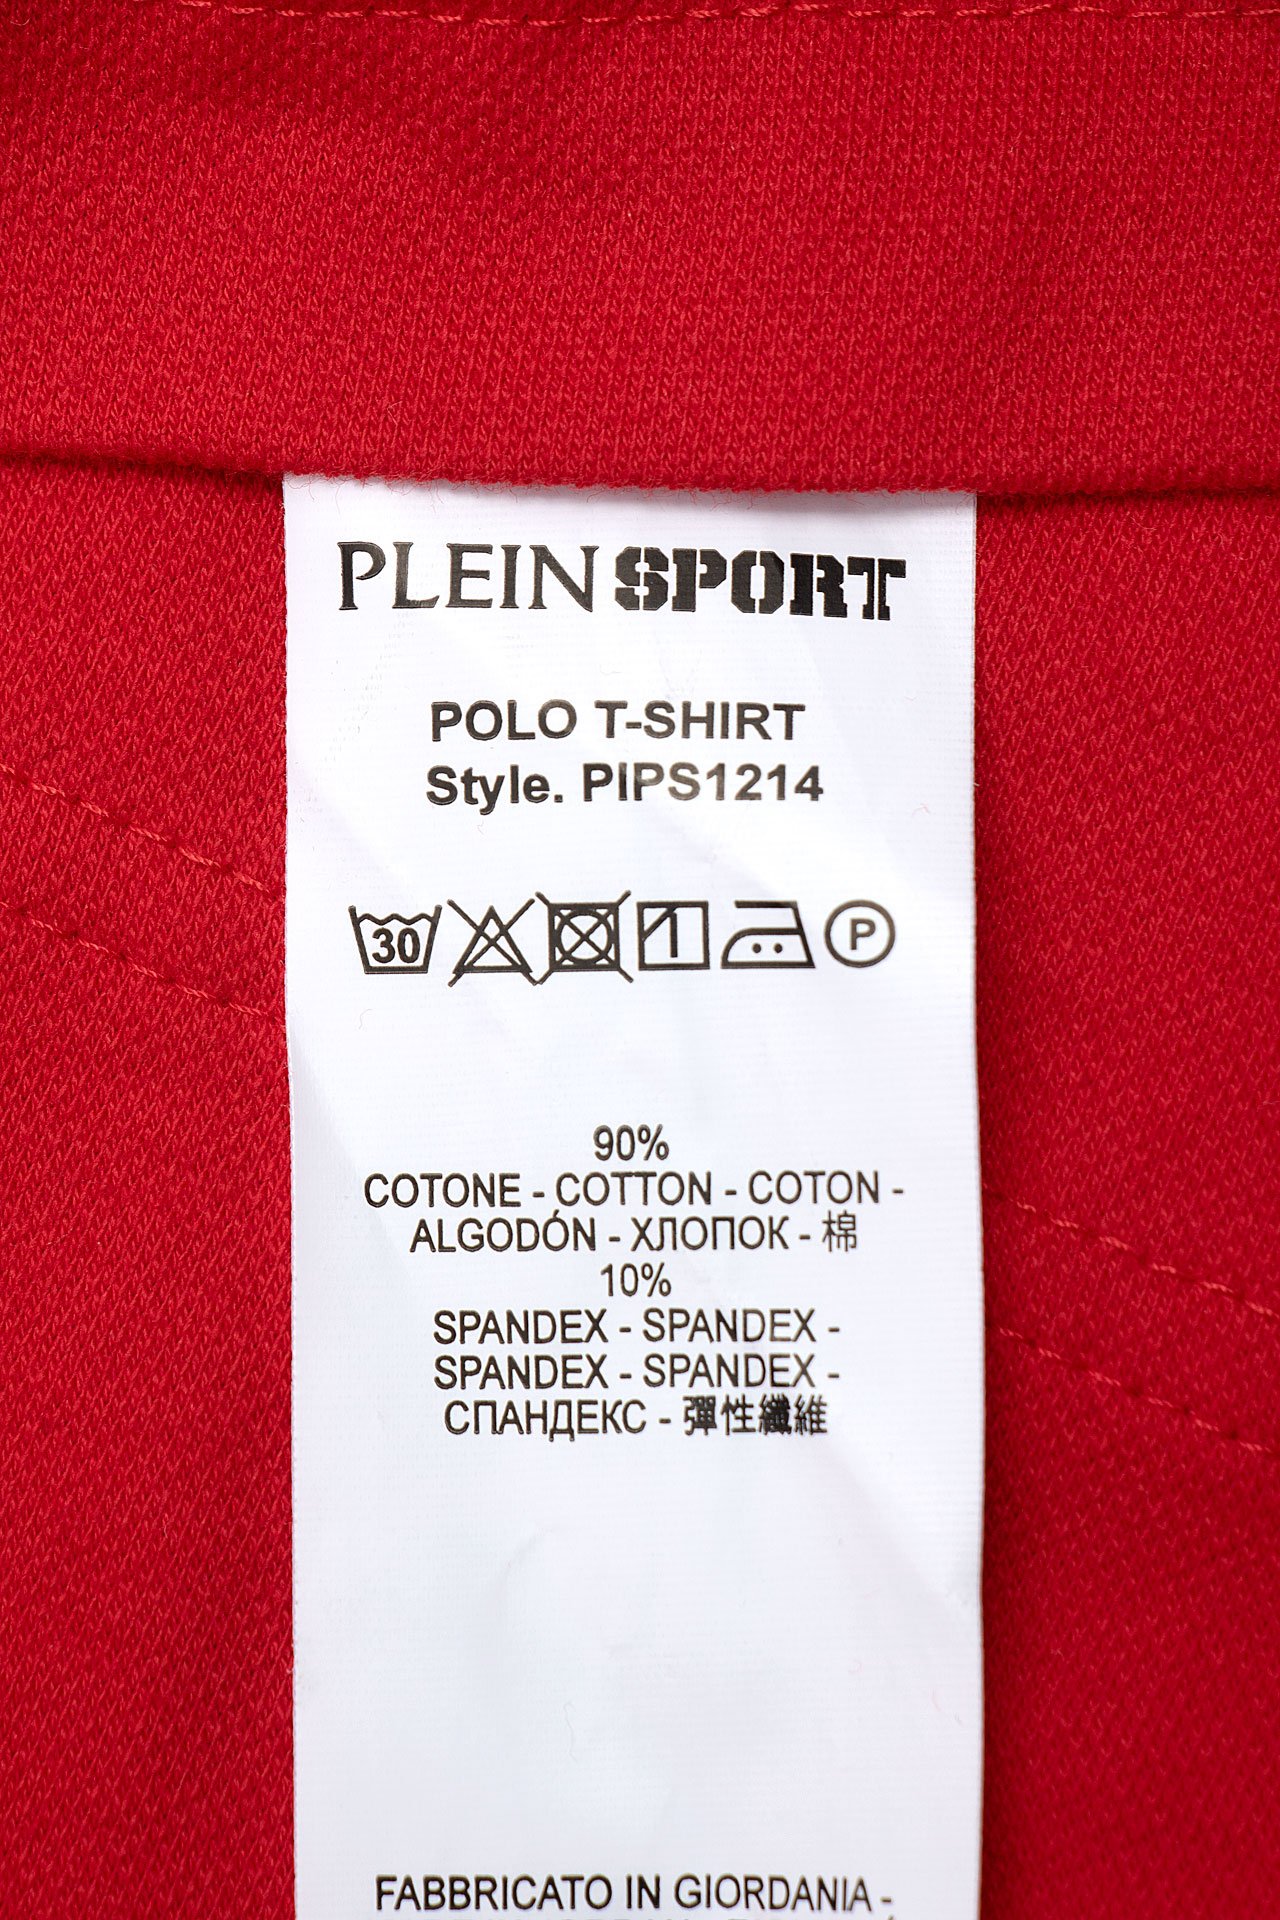 PLEIN SPORT
POLO T-SHIRT
Style. PIPS1214
30 P
90%
COTONE - COTTON - COTON -
ALGODÓN - ХЛОПОК - 棉
10%
SPANDEX - SPANDEX -
SPANDEX - SPANDEX -
СПАНДЕКС - 彈性纖維
FABBRICATO IN GIORDANIA -